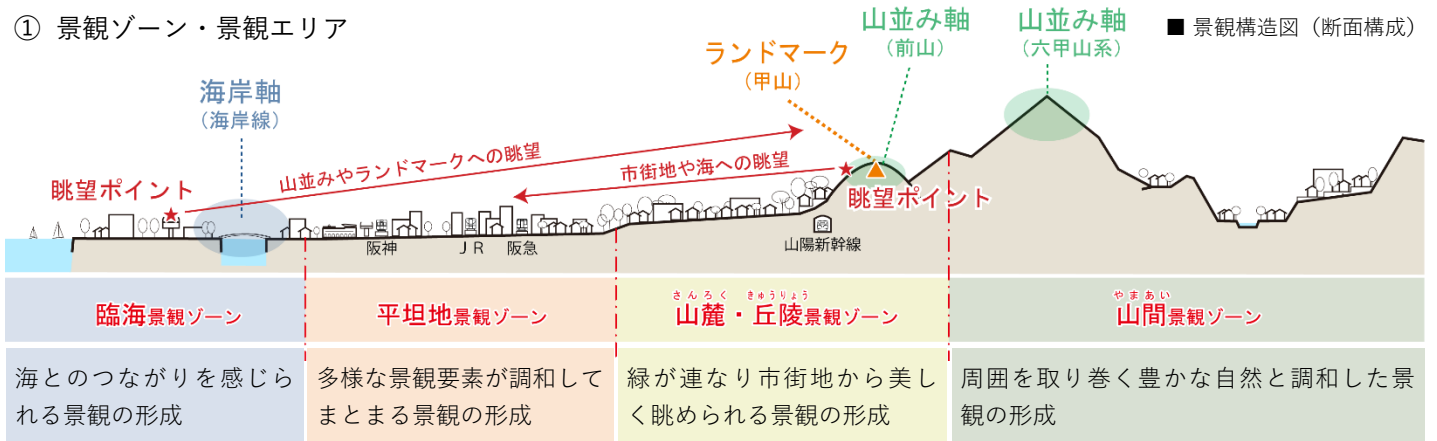 ① 景観ゾーン・景観エリア
■ 景観構造図（断面構成）
山並み軸
（前山）
山並み軸
（六甲山系）
ランドマーク
（甲山）
海岸軸
（海岸線）
山並みやランドマークへの眺望
市街地や海への眺望
眺望ポイント
眺望ポイント
阪神
ＪＲ
阪急
山陽新幹線
臨海景観ゾーン
平坦地景観ゾーン
さんろく きゅうりょう
山麓・丘陵景観ゾーン
やまあい
山間景観ゾーン
海とのつながりを感じら
れる景観の形成
多様な景観要素が調和して
まとまる景観の形成
緑が連なり市街地から美し
く眺められる景観の形成
周囲を取り巻く豊かな自然と調和した景
観の形成